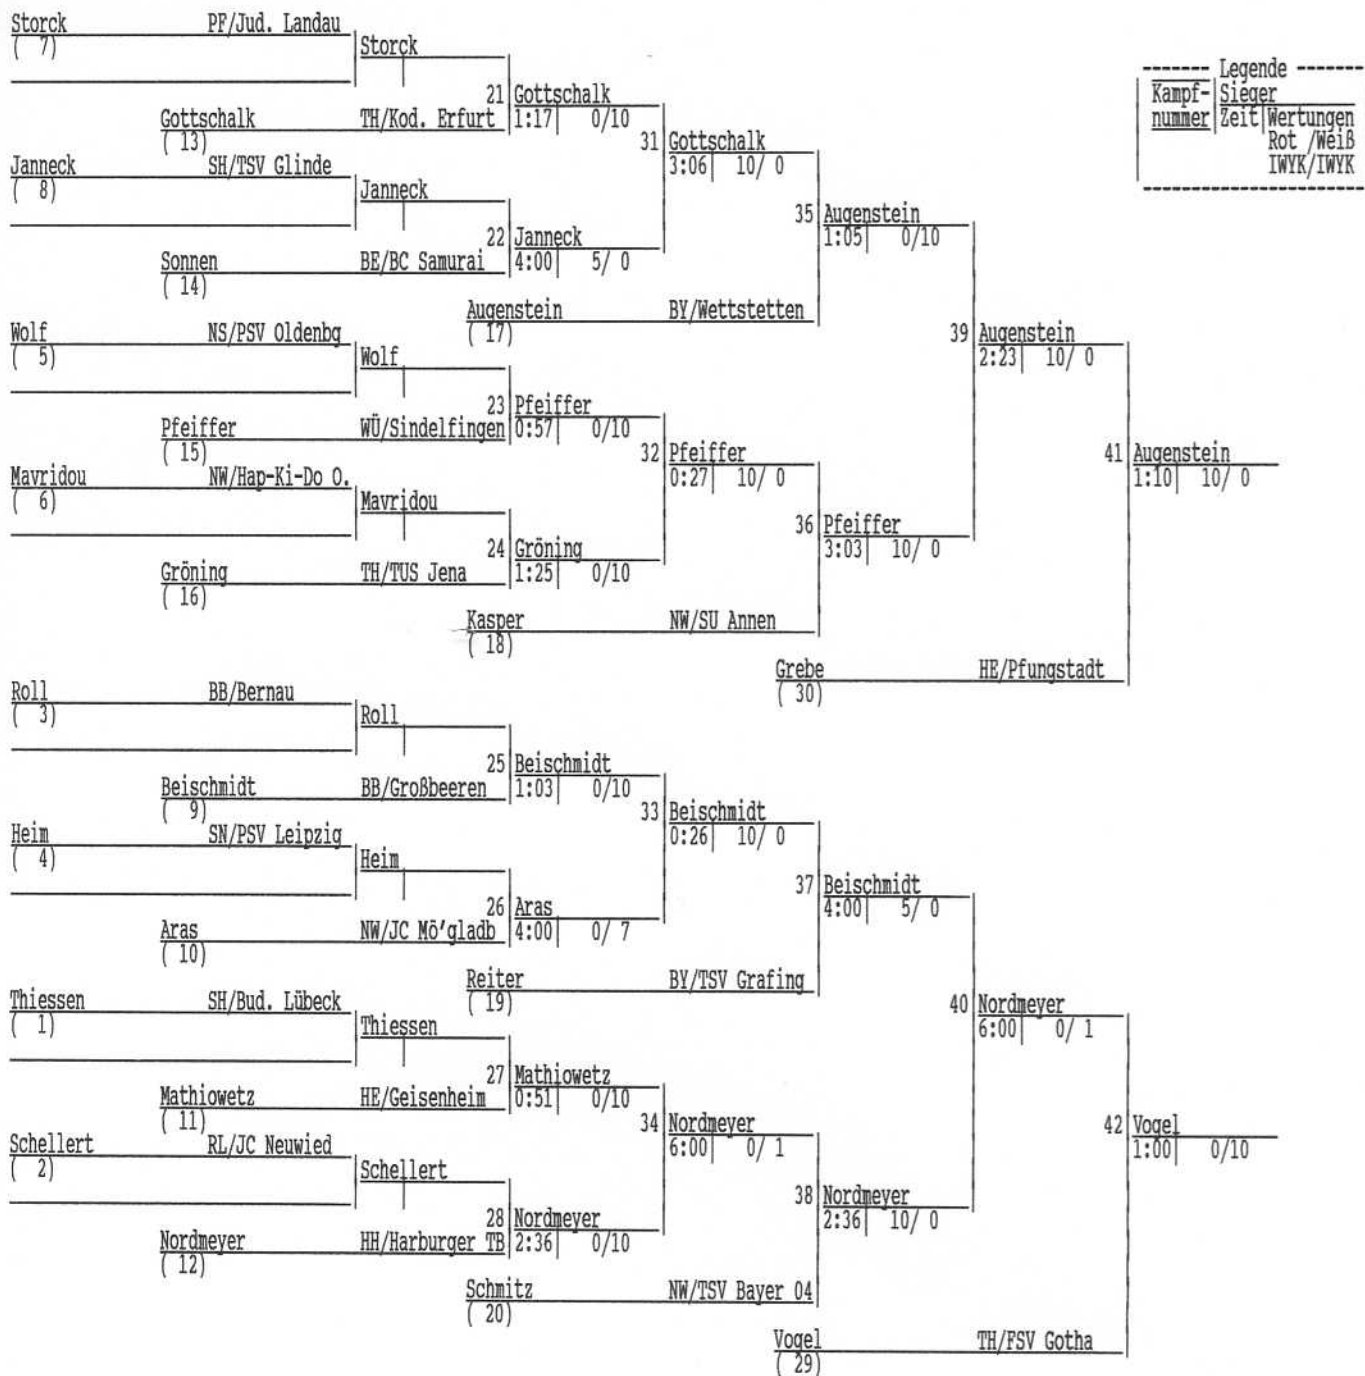 Storck PF/Jud. Landau
( 7)
Storck
------- Legende -------
Kampf- Sieger
nummer Zeit Wertungen
Rot /Weiß
IWYK/IWYK
-----------------------
21 Gottschalk
1:17 0/10
Gottschalk TH/Kod. Erfurt
( 13)
31 Gottschalk
3:06 10/ 0
Janneck SH/TSV Glinde
( 8)
Janneck
22 Janneck
4:00 5/ 0
Sonnen BE/BC Samurai
( 14)
35 Augenstein
1:05 0/10
Augenstein BY/Wettstetten
( 17)
Wolf NS/PSV Oldenbg
( 5)
Wolf
39 Augenstein
2:23 10/ 0
23 Pfeiffer
0:57 0/10
Pfeiffer WÜ/Sindelfingen
( 15)
32 Pfeiffer
0:27 10/ 0
41 Augenstein
1:10 10/ 0
Mavridou NW/Hap-Ki-Do O.
( 6)
Mavridou
36 Pfeiffer
3:03 10/ 0
24 Gröning
1:25 0/10
Gröning TH/TUS Jena
( 16)
Kasper NW/SU Annen
( 18)
Grebe HE/Pfungstadt
( 30)
Roll BB/Bernau
( 3)
Roll
25 Beischmidt
1:03 0/10
Beischmidt BB/Großbeeren
( 9)
33 Beischmidt
0:26 10/ 0
Heim SN/PSV Leipzig
( 4)
Heim
37 Beischmidt
4:00 5/ 0
26 Aras
4:00 0/ 7
Aras NW/JC Mö'gladb
( 10)
Reiter BY/TSV Grafing
( 19)
Thiessen SH/Bud. Lübeck
( 1)
Thiessen
40 Nordmeyer
6:00 0/ 1
27 Mathiowetz
0:51 0/10
Mathiowetz HE/Geisenheim
( 11)
34 Nordmeyer
6:00 0/ 1
42 Vogel
1:00 0/10
Schellert RL/JC Neuwied
( 2)
Schellert
38 Nordmeyer
2:36 10/ 0
28 Nordmeyer
2:36 0/10
Nordmeyer HH/Harburger TB
( 12)
Schmitz NW/TSV Bayer 04
( 20)
Vogel TH/FSV Gotha
( 29)